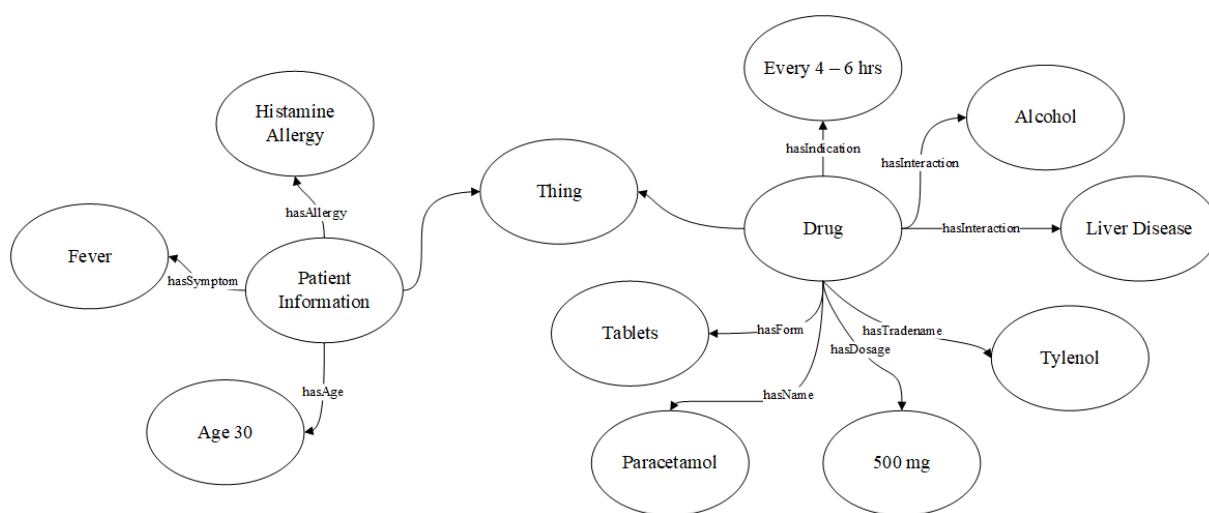 Every 4 – 6 hrs
Histamine
Allergy
Alcohol
hasIndication
hasInteraction
Thing
hasAllergy
Drug
hasInteraction
Liver Disease
Fever
hasSymptom
Patient
Information
Tablets
hasForm
hasTradename
hasDosage
Tylenol
hasAge
hasName
Age 30
Paracetamol
500 mg